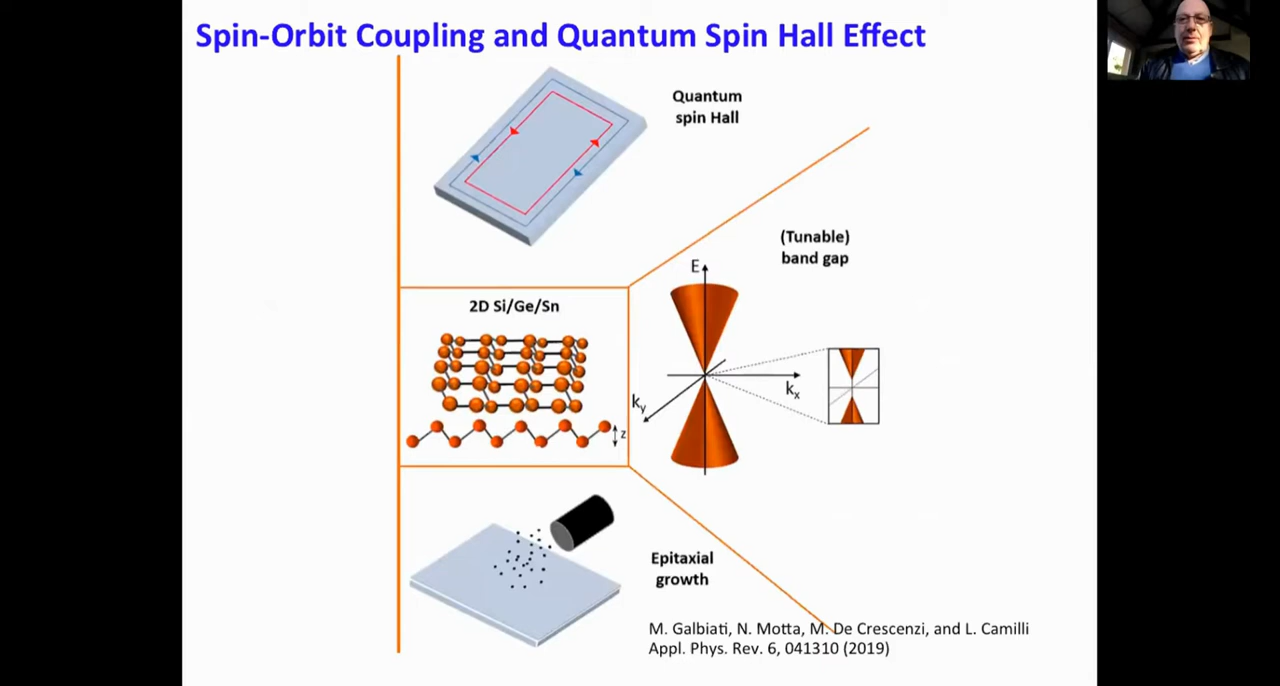 Spin-Orbit Coupling and Quantum Spin Hall Effect
Quantum
spin Hall
(Tunable)
band gap
E
2D Si/Ge/Sn
kx
ky
z
Epitaxial
growth
M. Galbiati, N. Motta, M. De Crescenzi, and L. Camilli
Appl. Phys. Rev. 6, 041310 (2019)